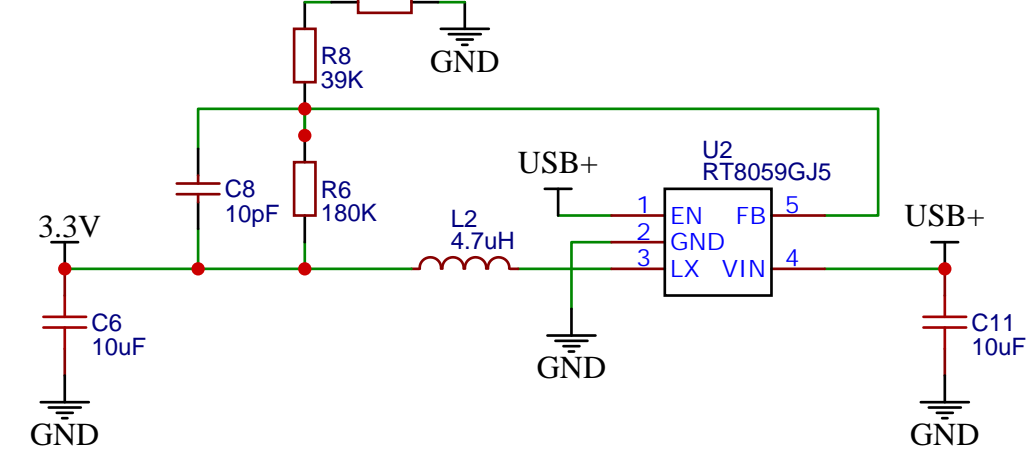 GND
R8
39K
U2
RT8059GJ5
USB+
C8
10pF
R6
180K
L2
4.7uH
1
EN
FB
5
2
GND
3
LX
VIN
4
USB+
3.3V
C6
10uF
GND
C11
10uF
GND
GND